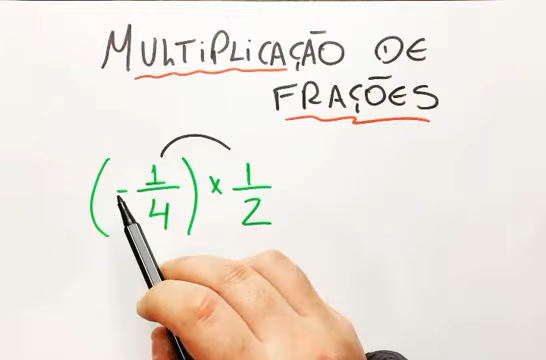 MULTIPLICAÇÃO DE
FRAÇÕES
(-1/4) × 1/2